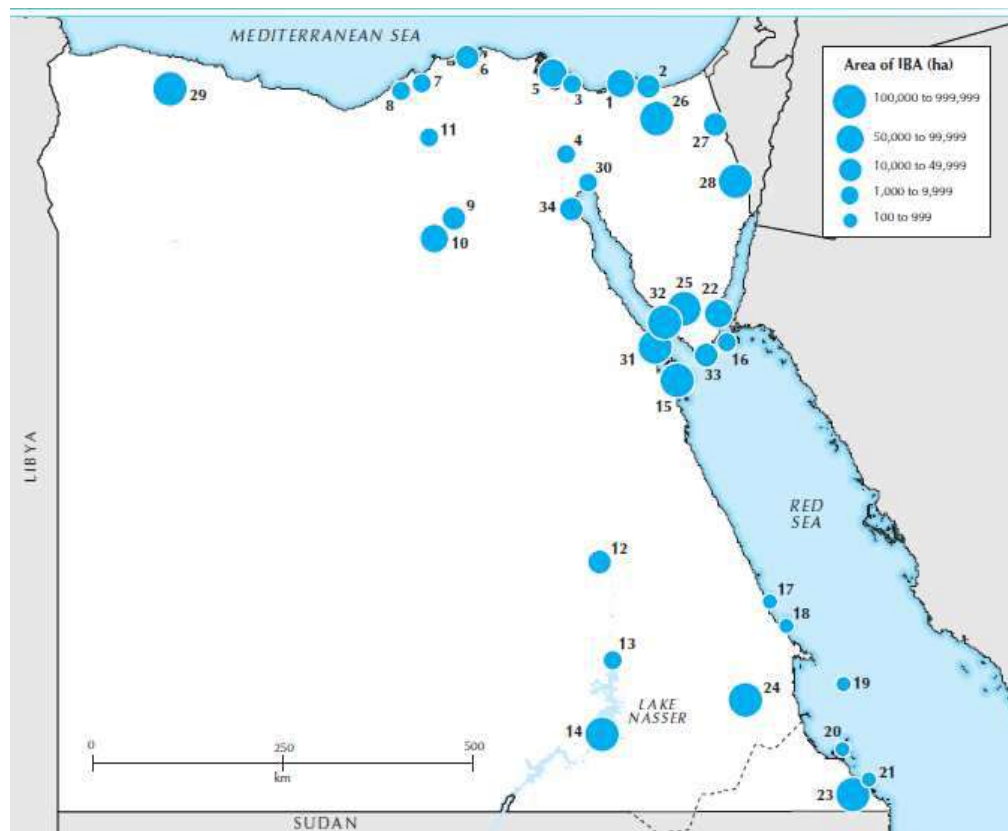 MEDITERRANEAN SEA
Area of IBA (ha)
100,000 to 999,999
50,000 to 99,999
10,000 to 49,999
1,000 to 9,999
100 to 999
29
8
7
6
5
3
1
2
26
27
11
4
30
28
34
9
10
32
25
22
31
33
16
15
LIBYA
RED
SEA
12
17
18
13
19
24
LAKE
NASSER
14
20
21
23
0
250
500
km
SUDAN